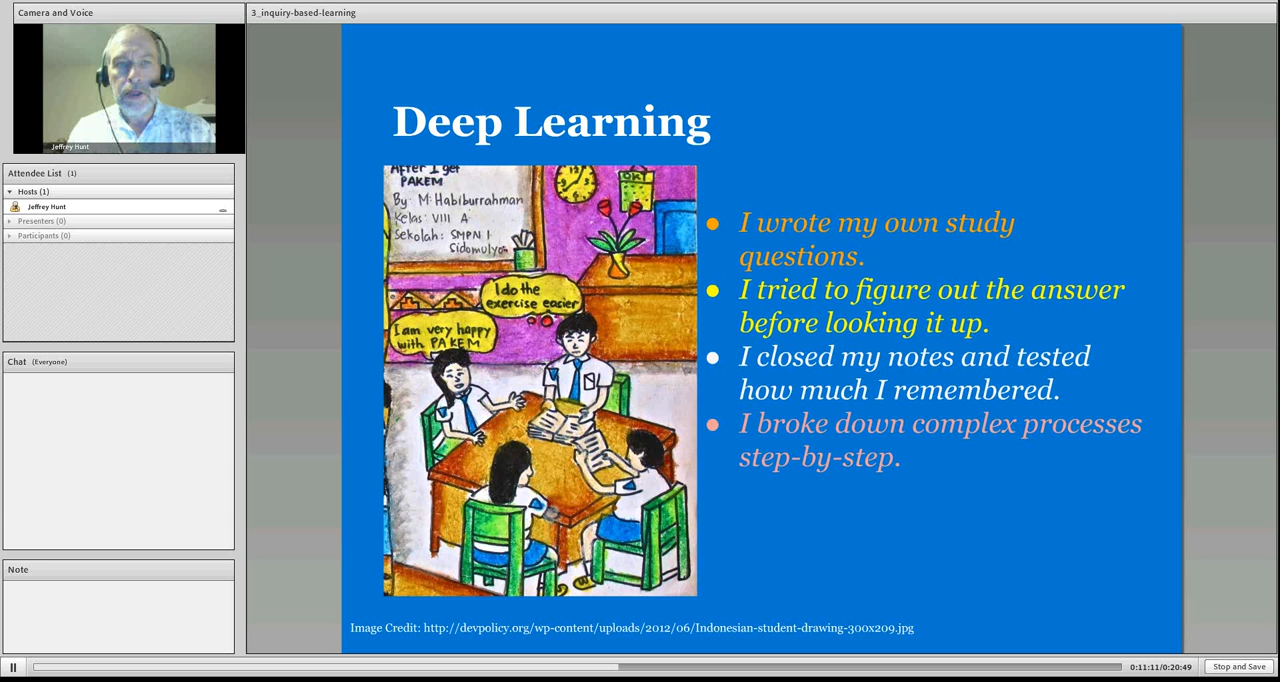 Camera and Voice
Jeffrey Hunt
Attendee List (1)
Hosts (1)
Jeffrey Hunt
Presenters (0)
Participants (0)
Chat (Everyone)
Note
3_inquiry-based-learning
Deep Learning
After I get
PAKEM
By M. Habiburrahman
Kelas: VIII A
Sekolah: SMPN I
Sidomulyo
I do the
exercise easier
I am very happy
with PAKEM
I wrote my own study
questions.
I tried to figure out the answer
before looking it up.
I closed my notes and tested
how much I remembered.
I broke down complex processes
step-by-step.
Image Credit: http://devpolicy.org/wp-content/uploads/2012/06/Indonesian-student-drawing-300x209.jpg
0:11:11/0:20:49
Stop and Save